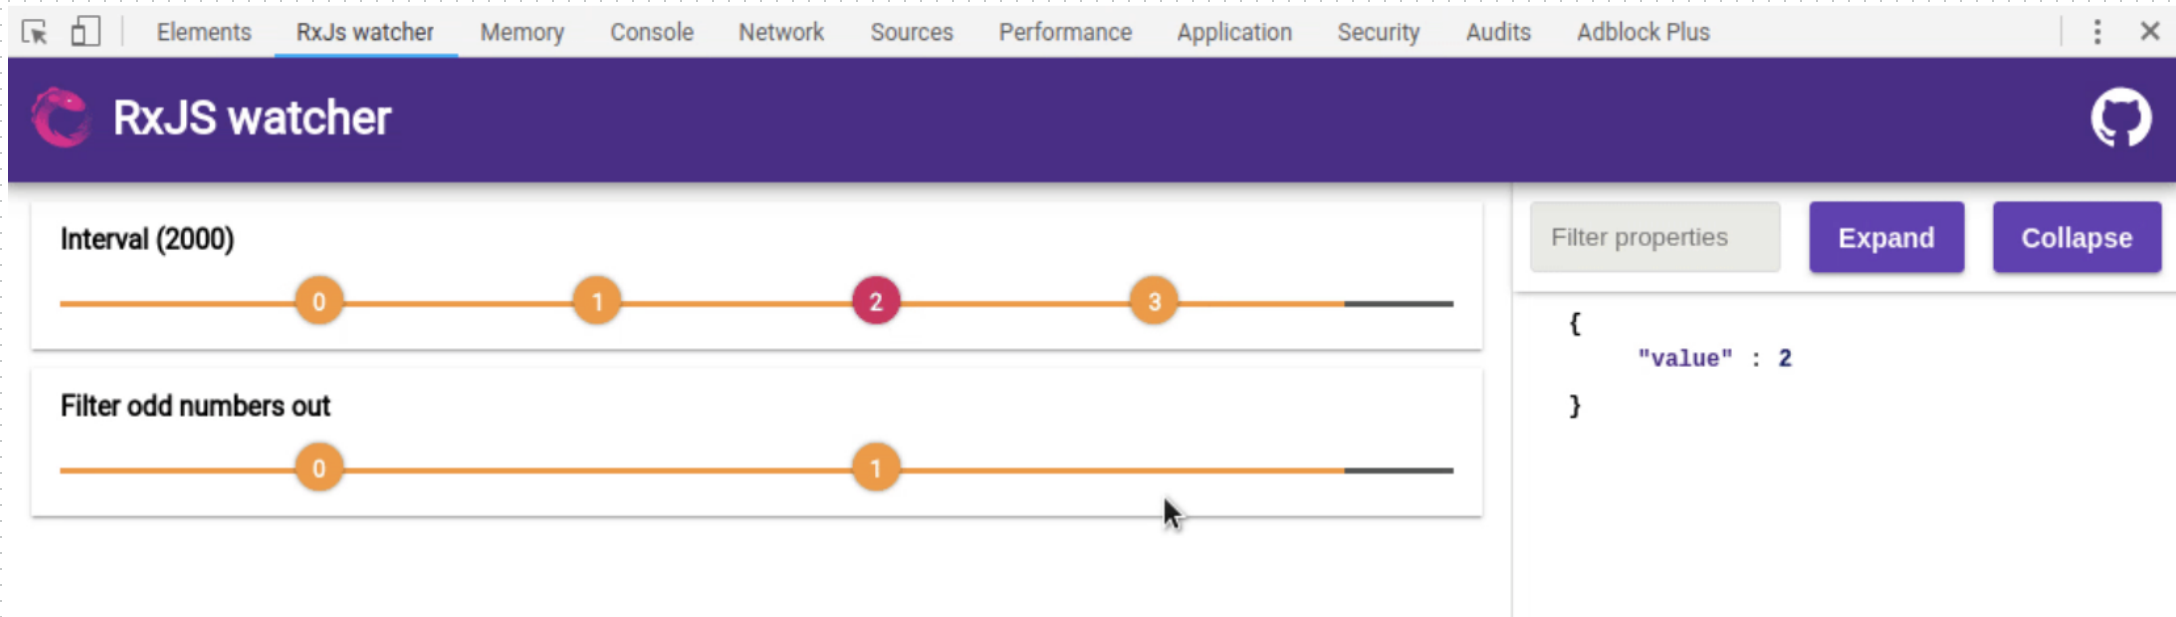 Elements RxJs watcher Memory Console Network Sources Performance Application Security Audits Adblock Plus
RxJS watcher
Interval (2000)
0 1 2 3
Filter odd numbers out
0 1
Filter properties Expand Collapse
{
"value" : 2
}